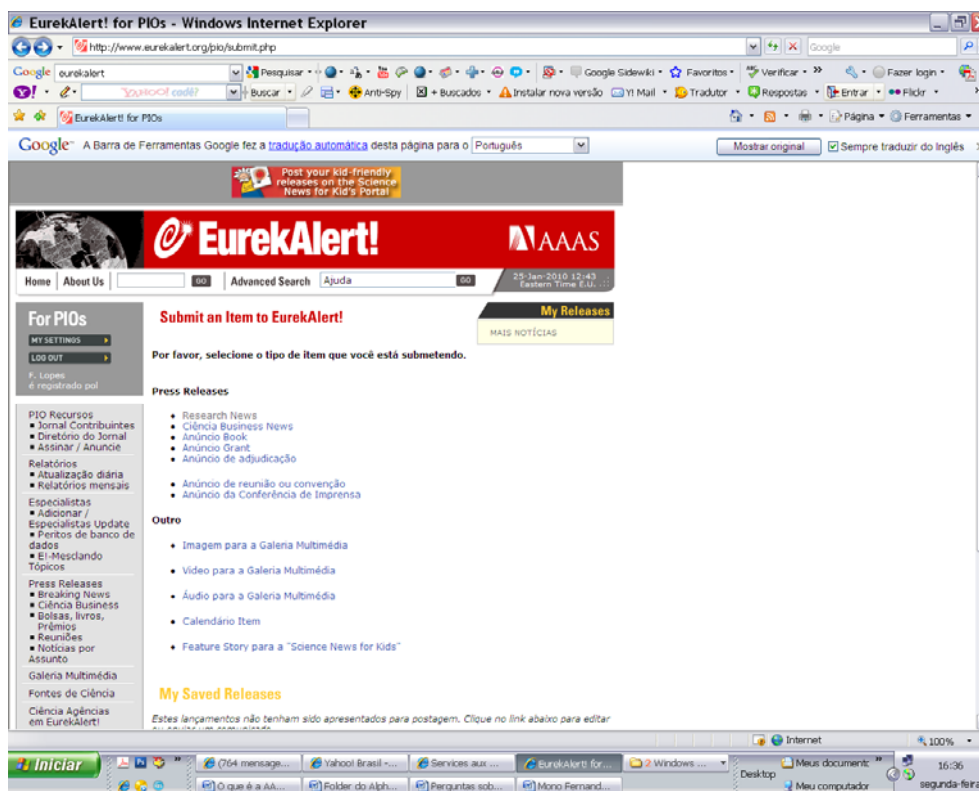 EurekAlert! for PIOs - Windows Internet Explorer
http://www.eurekalert.org/pio/submit.php
Google
Google eurekalert Pesquisar Google Sidewiki Favoritos Verificar Fazer login
Y! YAHOO! cadê? Buscar Anti-Spy + Buscados Instalar nova versão Y! Mail Tradutor Respostas Entrar Flickr
EurekAlert! for PIOs Página Ferramentas
Google A Barra de Ferramentas Google fez a tradução automática desta página para o Português Mostrar original Sempre traduzir do Inglês
Post your kid-friendly
releases on the Science
News for Kid's Portal
EurekAlert! AAAS
Home About Us GO Advanced Search Ajuda GO
25-Jan-2010 12:43
Eastern Time E.U.
For PIOs
MY SETTINGS
LOG OUT
F. Lopes
é registrado pol
Submit an Item to EurekAlert!
My Releases
MAIS NOTÍCIAS
Por favor, selecione o tipo de item que você está submetendo.
Press Releases
Research News
Ciência Business News
Anúncio Book
Anúncio Grant
Anúncio de adjudicação
Anúncio de reunião ou convenção
Anúncio da Conferência de Imprensa
Outro
Imagem para a Galeria Multimédia
Video para a Galeria Multimédia
Áudio para a Galeria Multimédia
Calendário Item
Feature Story para a "Science News for Kids"
My Saved Releases
Estes lançamentos não tenham sido apresentados para postagem. Clique no link abaixo para editar
PIO Recursos
Jornal Contribuintes
Diretório do Jornal
Assinar / Anuncie
Relatórios
Atualização diária
Relatórios mensais
Especialistas
Adicionar /
Especialistas Update
Peritos de banco de
dados
E!-Mesclando
Tópicos
Press Releases
Breaking News
Ciência Business
Bolsas, livros,
Prêmios
Reuniões
Notícias por
Assunto
Galeria Multimédia
Fontes de Ciência
Ciência Agências
em EurekAlert!
Internet 100%
Iniciar
(764 mensage... Yahoo! Brasil -... Services aux ... EurekAlert! for... 2 Windows ...
O que é a AA... Folder do Alph... Perguntas sob... Mono Fernand...
Desktop
Meus documentc
Meu computador
16:36
segunda-feira